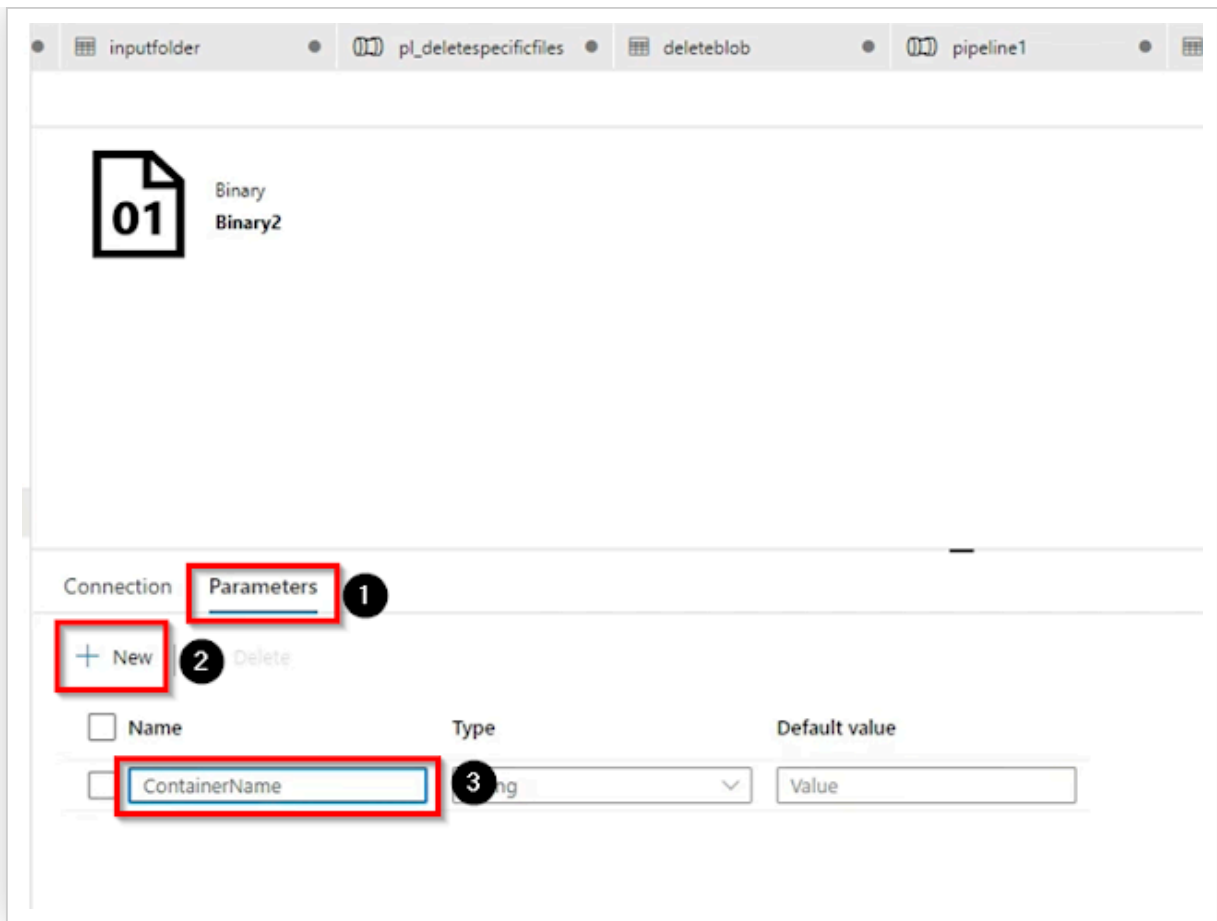 inputfolder pl_deletespecificfiles deleteblob pipeline1
01
Binary
Binary2
Connection Parameters 1
New 2 Delete
Name Type Default value
ContainerName 3 ng Value